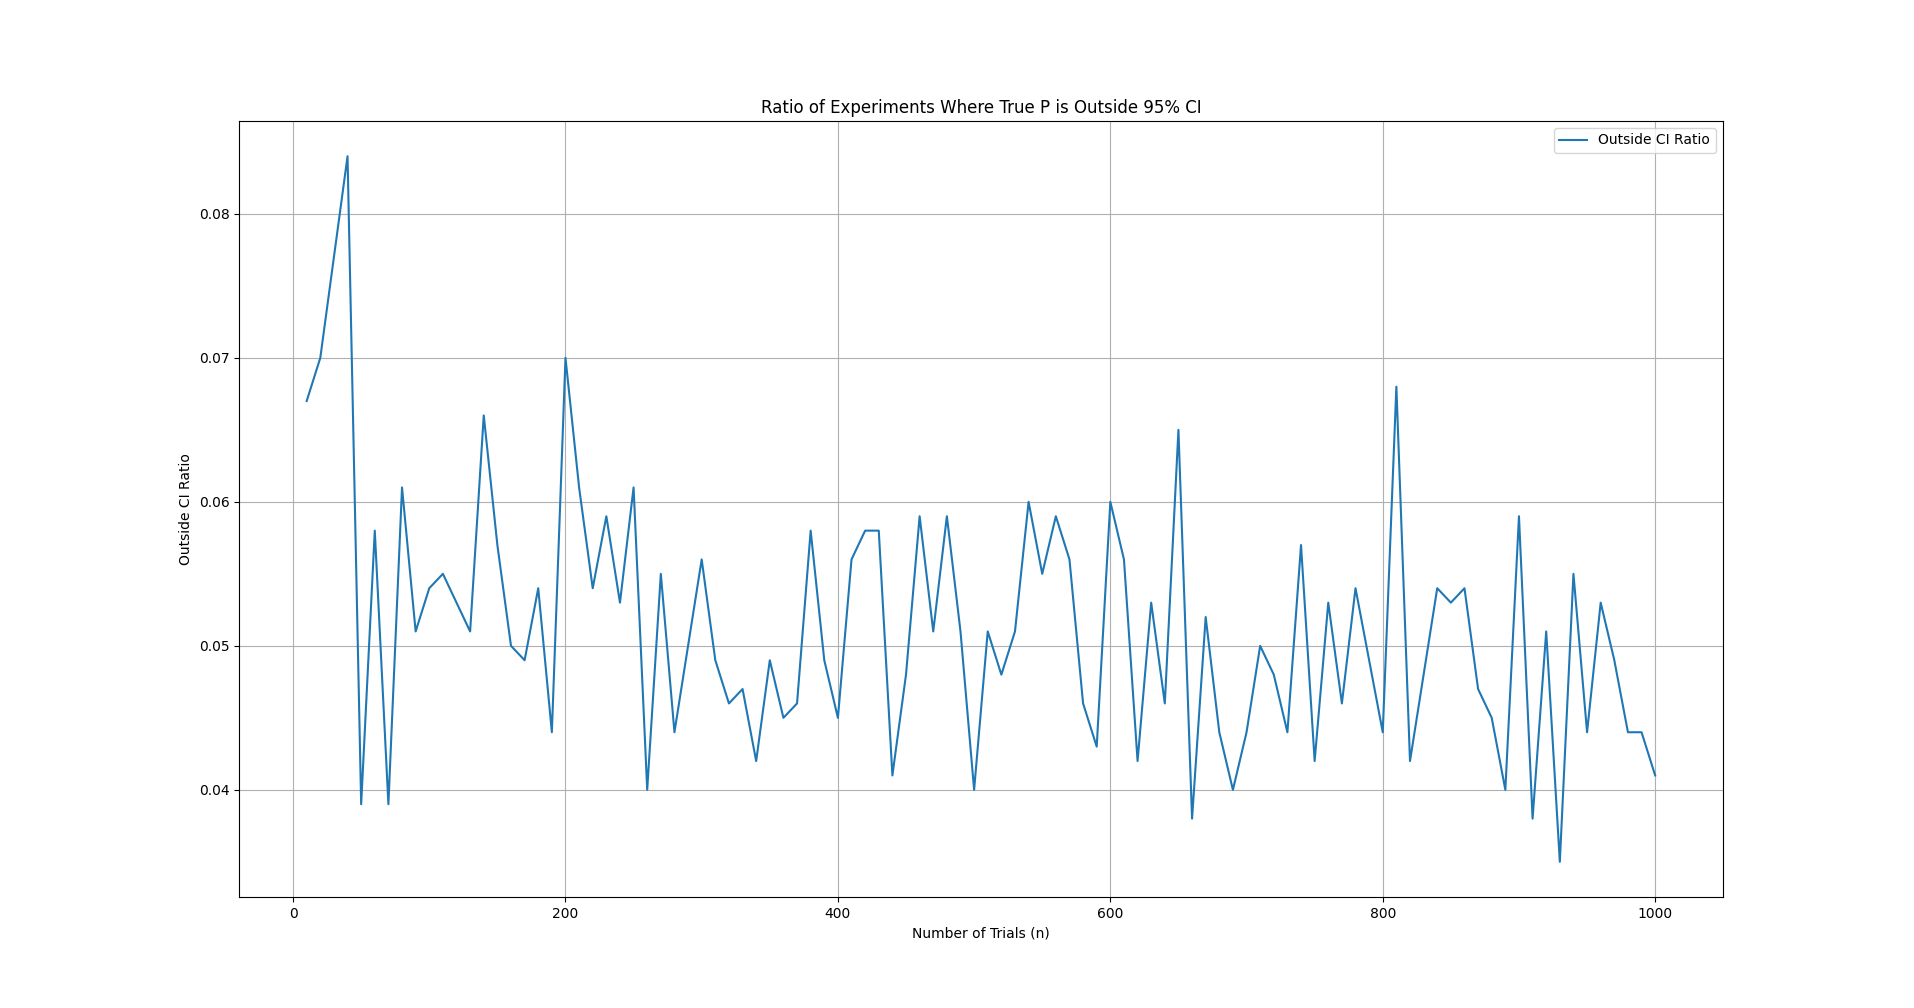 Ratio of Experiments Where True P is Outside 95% CI
Outside CI Ratio
Outside CI Ratio
0.08
0.07
0.06
0.05
0.04
0 200 400 600 800 1000
Number of Trials (n)